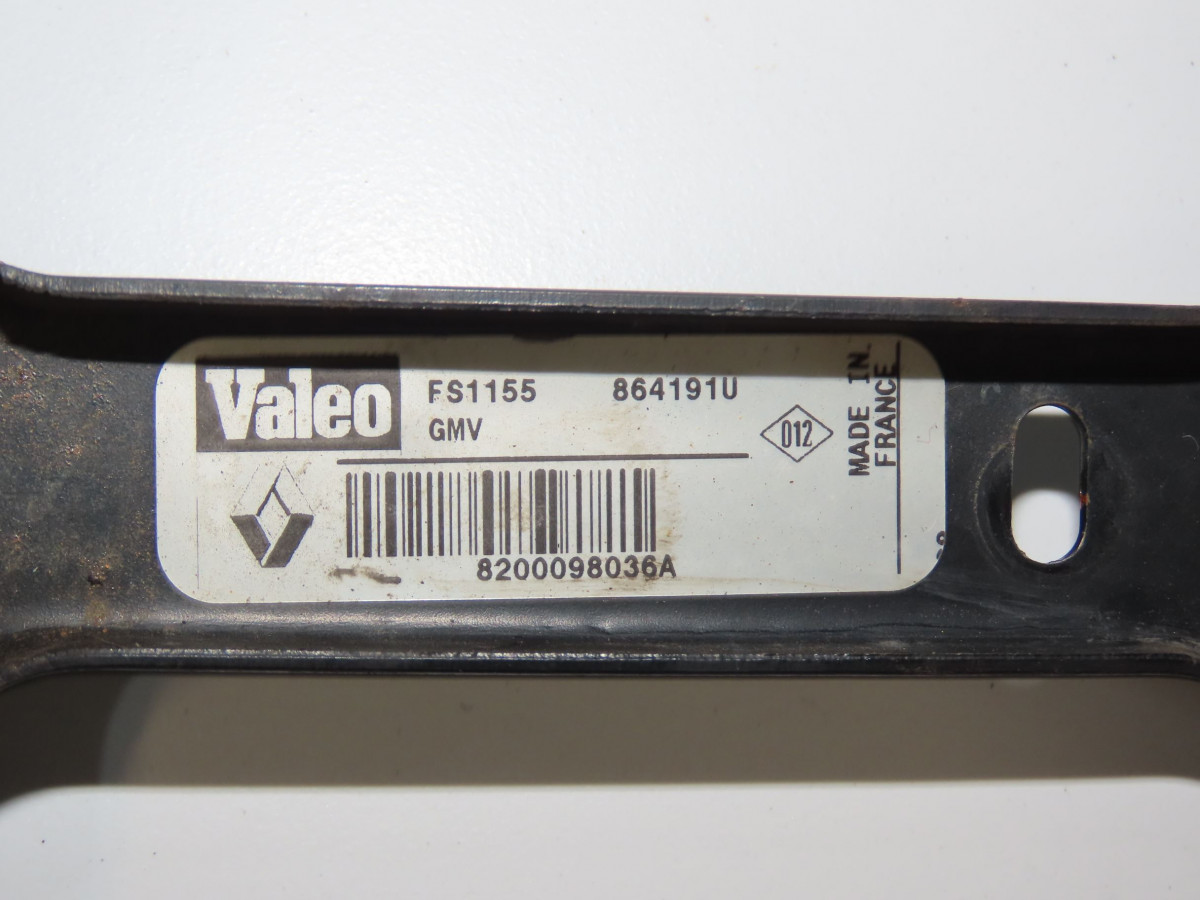 Valeo
FS1155 864191U
GMV
012
MADE IN
FRANCE
8200098036A